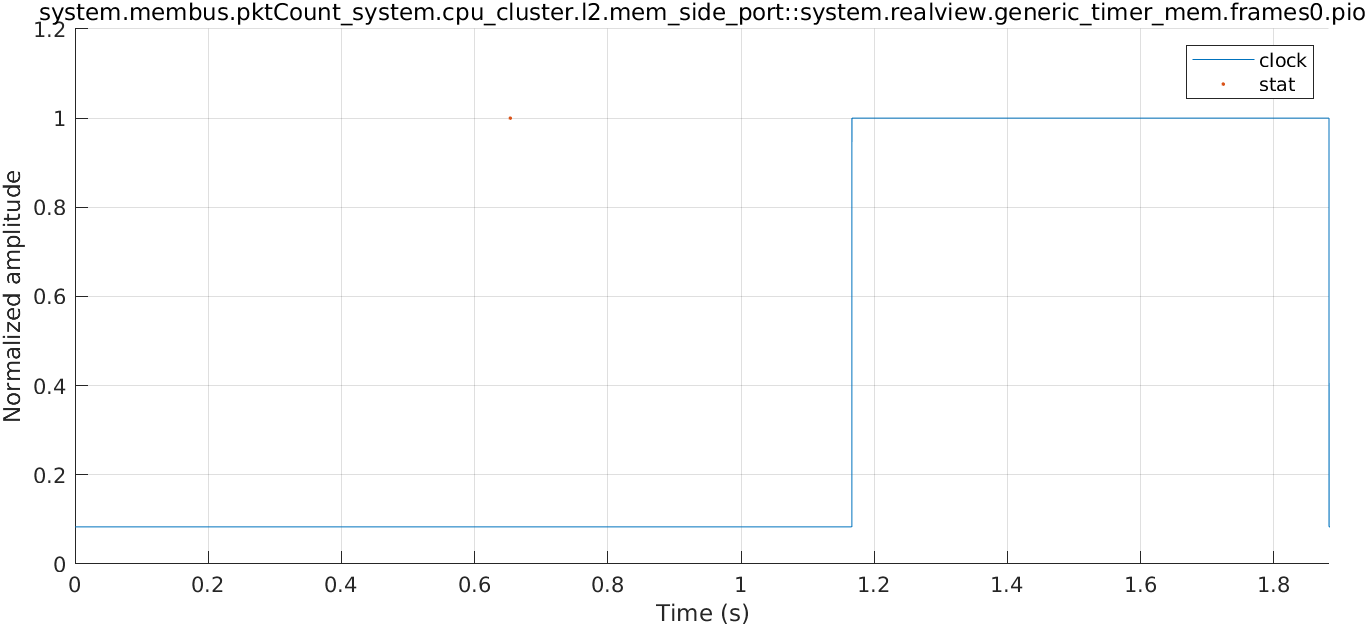 system.membus.pktCount_system.cpu_cluster.l2.mem_side_port::system.realview.generic_timer_mem.frames0.pio
1.2
1
0.8
0.6
0.4
0.2
0
Normalized amplitude
clock
stat
0 0.2 0.4 0.6 0.8 1 1.2 1.4 1.6 1.8
Time (s)